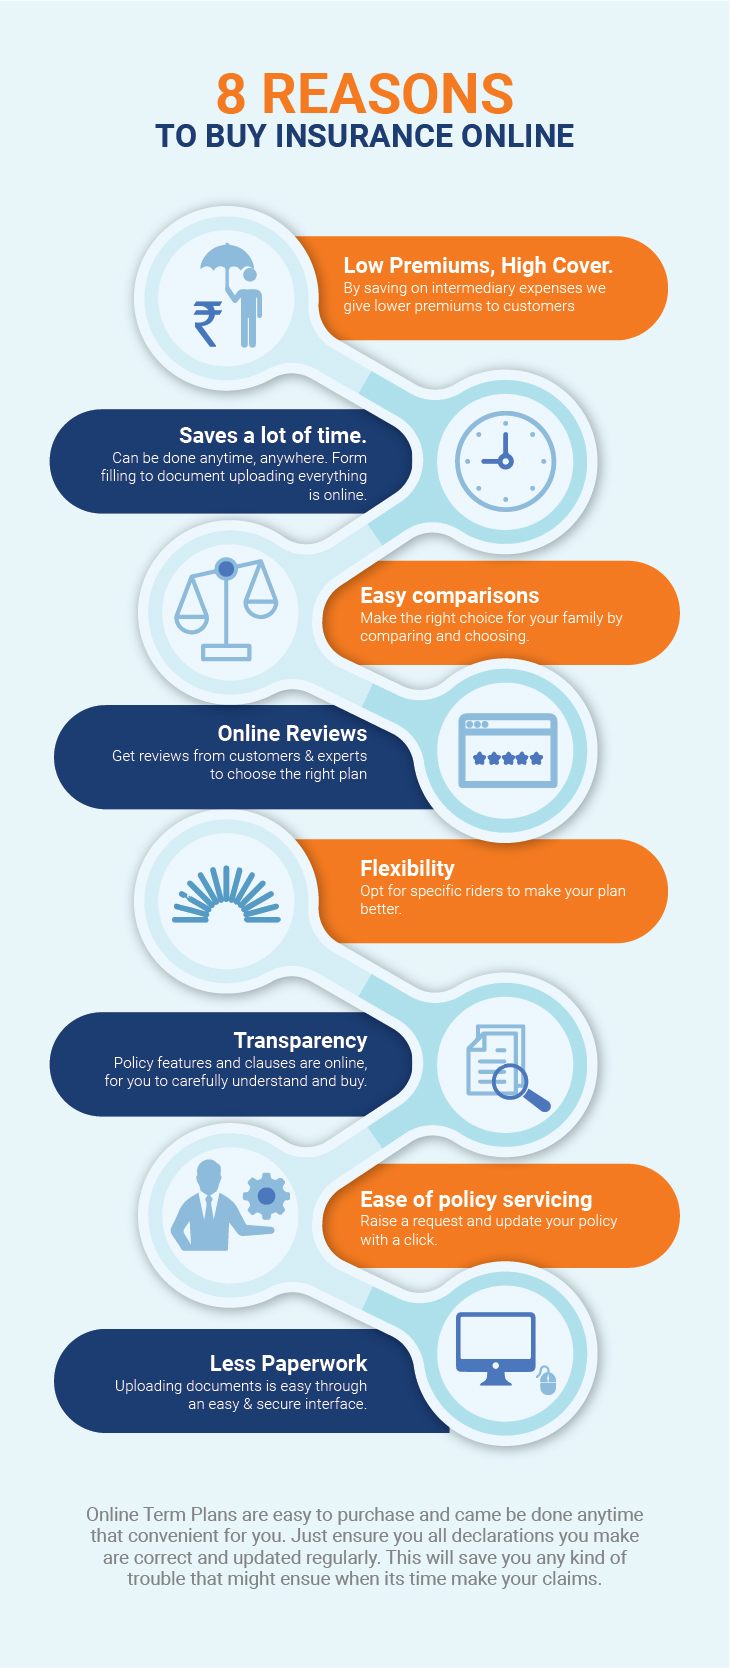 8 REASONS
TO BUY INSURANCE ONLINE
Low Premiums, High Cover.
By saving on intermediary expenses we
give lower premiums to customers
₹
Saves a lot of time.
Can be done anytime, anywhere. Form
filling to document uploading everything
is online.
Easy comparisons
Make the right choice for your family by
comparing and choosing.
Online Reviews
Get reviews from customers & experts
to choose the right plan
Flexibility
Opt for specific riders to make your plan
better.
Transparency
Policy features and clauses are online,
for you to carefully understand and buy.
Ease of policy servicing
Raise a request and update your policy
with a click.
Less Paperwork
Uploading documents is easy through
an easy & secure interface.
Online Term Plans are easy to purchase and came be done anytime
that convenient for you. Just ensure you all declarations you make
are correct and updated regularly. This will save you any kind of
trouble that might ensue when its time make your claims.